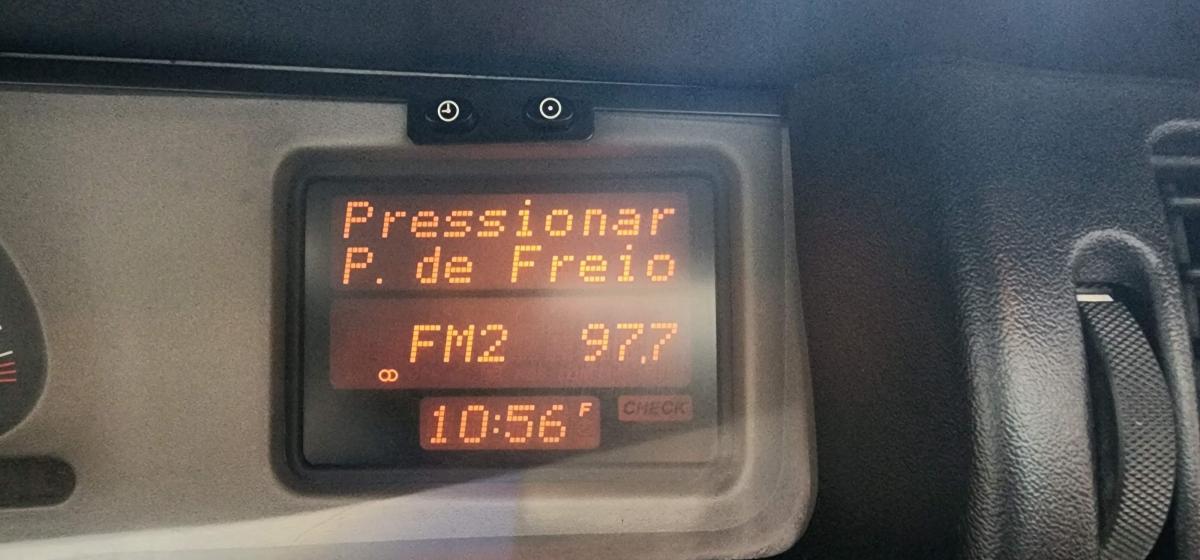 Pressionar
P. de Freio
FM2 97.7
10:56 F
CHECK